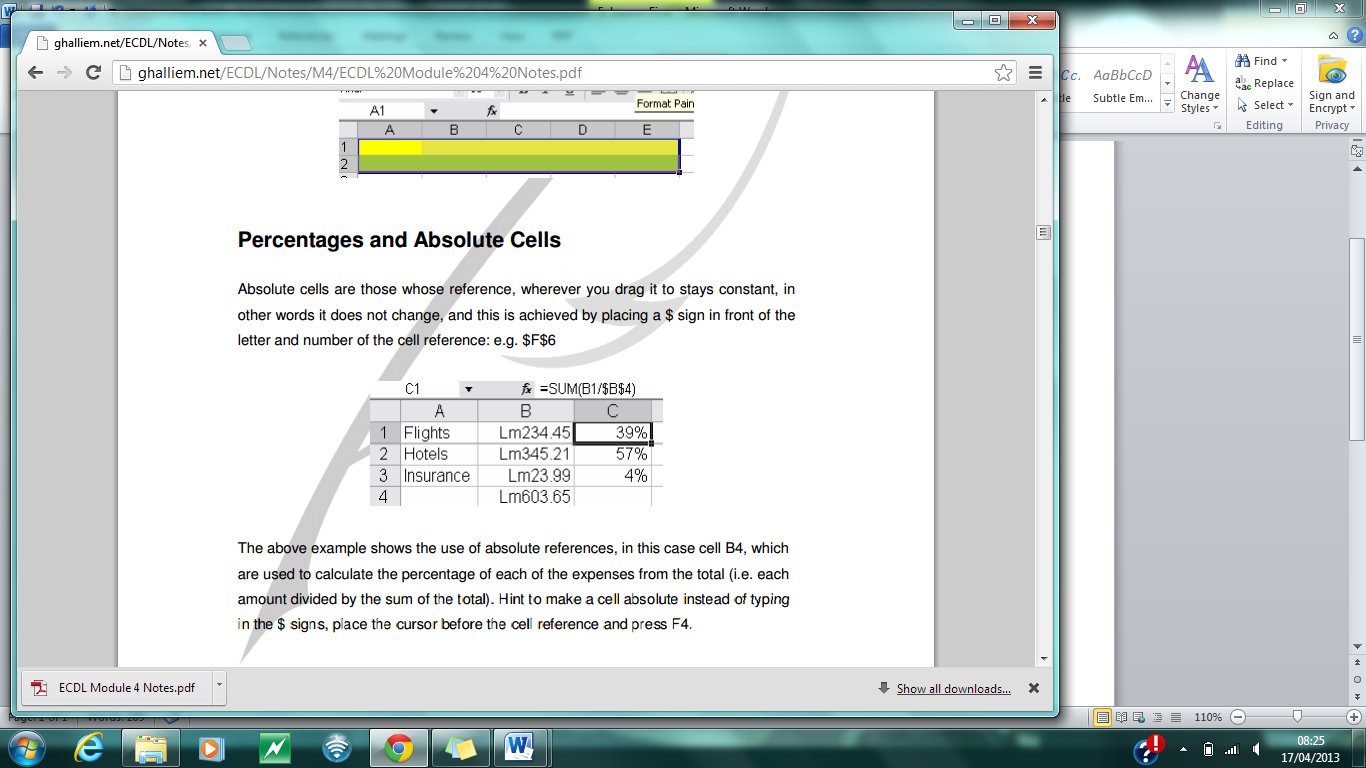 ghalliem.net/ECDL/Notes
ghalliem.net/ECDL/Notes/M4/ECDL%20Module%204%20Notes.pdf
AaBbCcD
Subtle Em...
Change
Styles
Find
Replace
Select
Editing
Sign and
Encrypt
Privacy
Format Pain
A1 fx
A B C D E
1
2
Percentages and Absolute Cells
Absolute cells are those whose reference, wherever you drag it to stays constant, in
other words it does not change, and this is achieved by placing a $ sign in front of the
letter and number of the cell reference: e.g. $F$6
C1 fx =SUM(B1/$B$4)
A B C
1 Flights Lm234.45 39%
2 Hotels Lm345.21 57%
3 Insurance Lm23.99 4%
4 Lm603.65
The above example shows the use of absolute references, in this case cell B4, which
are used to calculate the percentage of each of the expenses from the total (i.e. each
amount divided by the sum of the total). Hint to make a cell absolute instead of typing
in the $ signs, place the cursor before the cell reference and press F4.
ECDL Module 4 Notes.pdf
Show all downloads...
110%
08:25
17/04/2013